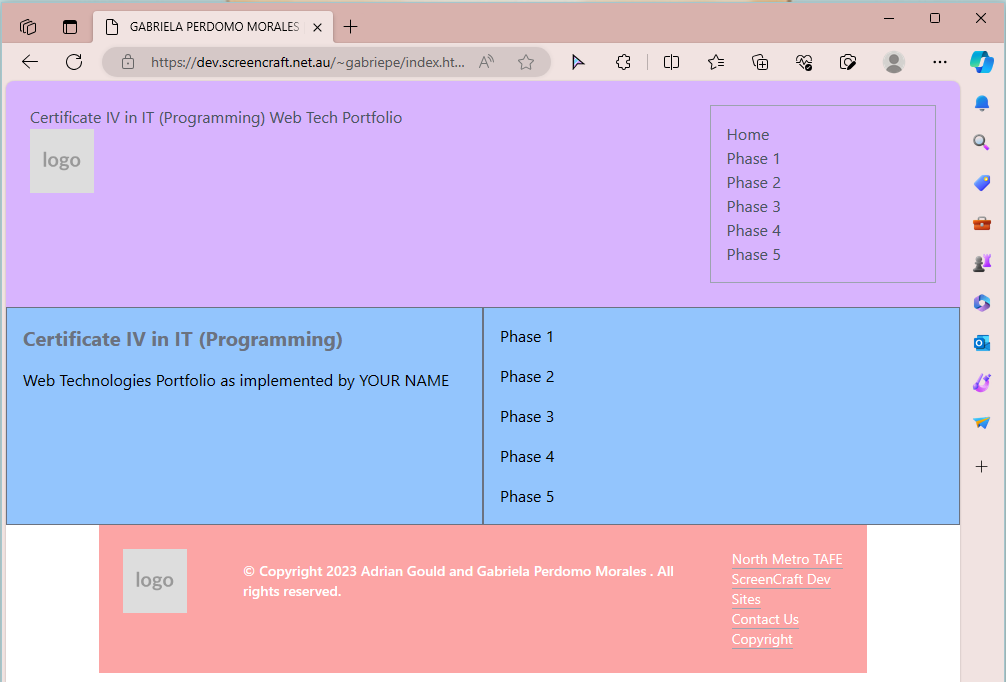 GABRIELA PERDOMO MORALES
https://dev.screencraft.net.au/~gabriepe/index.ht...
Certificate IV in IT (Programming) Web Tech Portfolio
logo
Home
Phase 1
Phase 2
Phase 3
Phase 4
Phase 5
Certificate IV in IT (Programming)
Web Technologies Portfolio as implemented by YOUR NAME
Phase 1
Phase 2
Phase 3
Phase 4
Phase 5
logo
© Copyright 2023 Adrian Gould and Gabriela Perdomo Morales . All
rights reserved.
North Metro TAFE
ScreenCraft Dev
Sites
Contact Us
Copyright